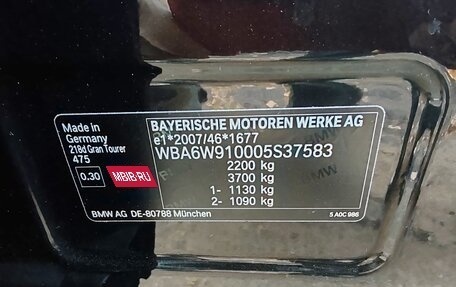 BAYERISCHE MOTOREN WERKE AG
e1*2007/46*1677
WBA6W910005S37583
2200 kg
3700 kg
1- 1130 kg
2- 1090 kg
Made in
Germany
218d Gran Tourer
475
0.30
MBIB·RU
BMW AG DE-80788 München
5 A0C 986